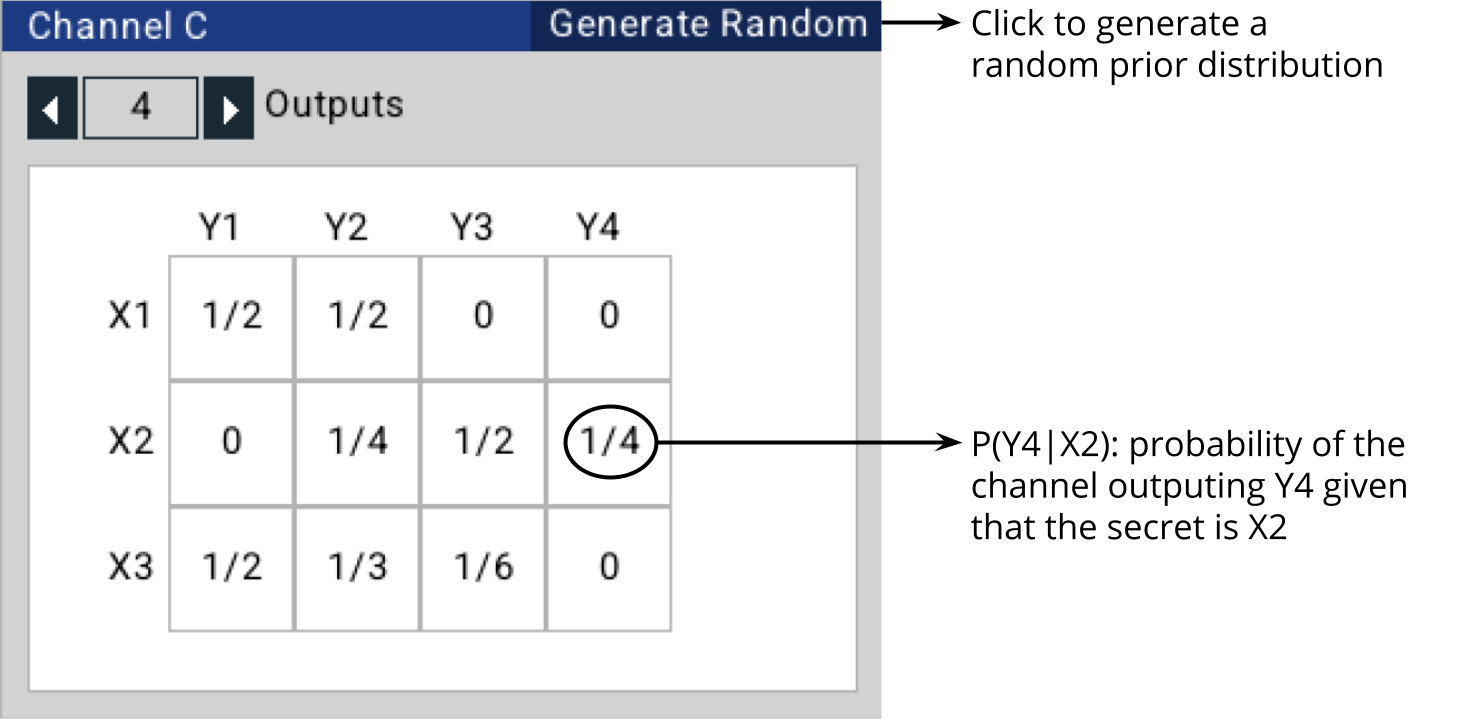 Channel C Generate Random
Click to generate a
random prior distribution
4 Outputs
Y1 Y2 Y3 Y4
X1 1/2 1/2 0 0
X2 0 1/4 1/2 1/4
P(Y4|X2): probability of the
channel outputing Y4 given
that the secret is X2
X3 1/2 1/3 1/6 0